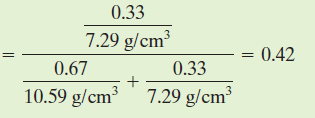 0.33
7.29 g/cm³
= = 0.42
0.67 + 0.33
10.59 g/cm³ 7.29 g/cm³